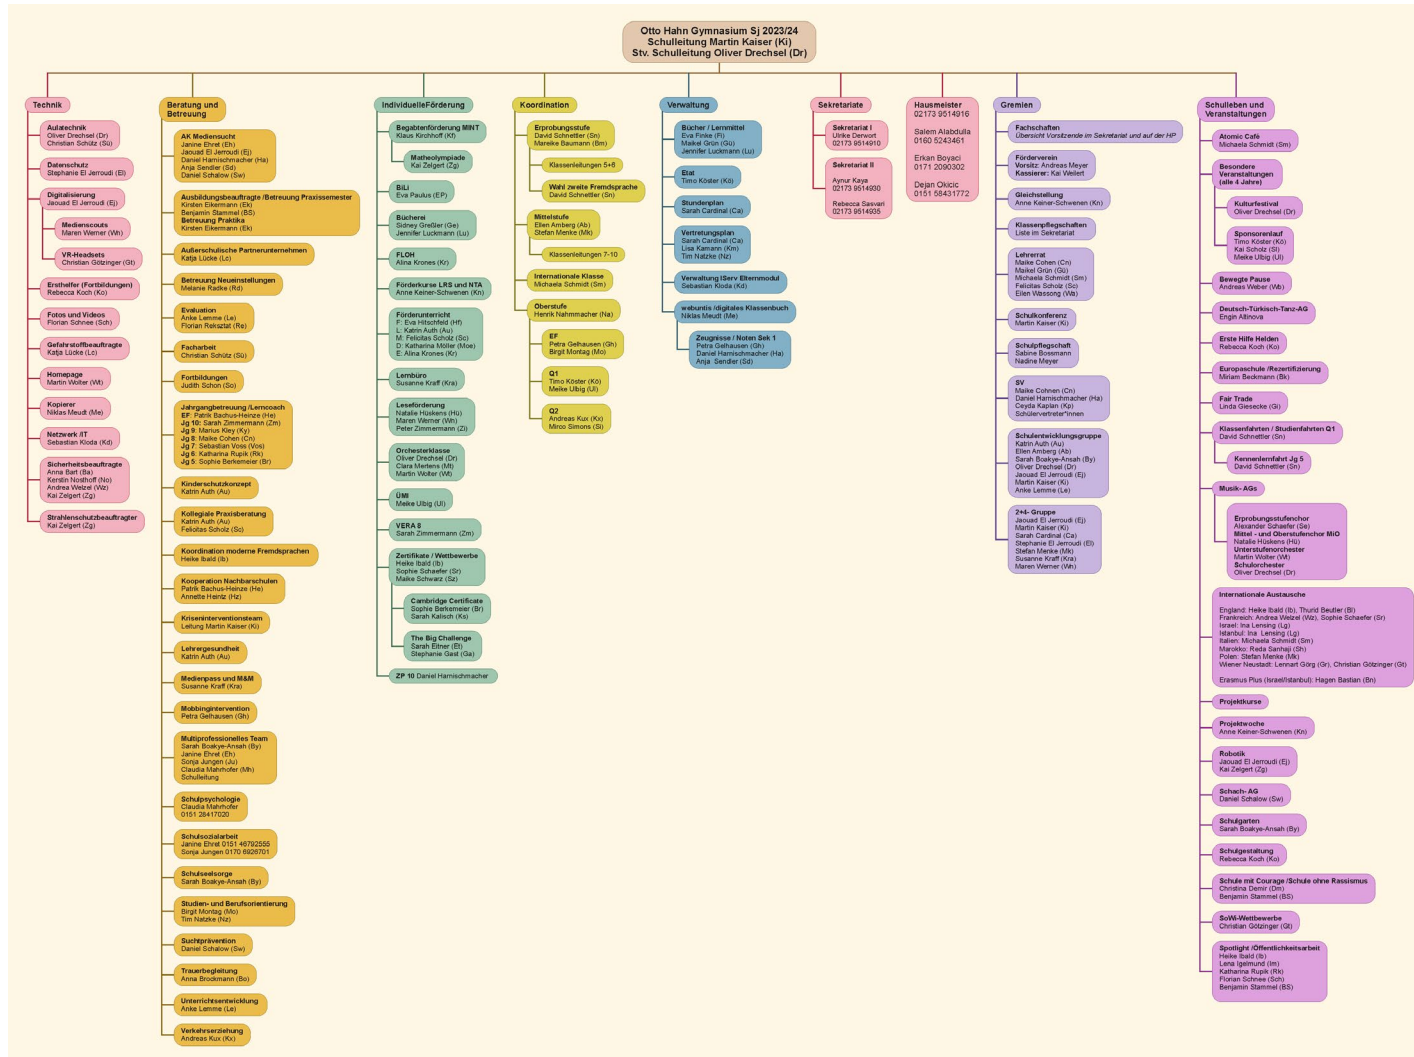 Otto Hahn Gymnasium Sj 2023/24
Schulleitung Martin Kaiser (Ki)
Stv. Schulleitung Oliver Drechsel (Dr)
Technik
Aulatechnik
Oliver Drechsel (Dr)
Christian Schütz (Sü)
Datenschutz
Stephanie El Jerroudi (El)
Digitalisierung
Jaouad El Jerroudi (Ej)
Medienscouts
Maren Werner (Wn)
VR-Headsets
Christian Götzinger (Gt)
Ersthelfer (Fortbildungen)
Rebecca Koch (Ko)
Fotos und Videos
Florian Schnee (Sch)
Gefahrstoffbeauftragte
Katja Lücke (Lc)
Homepage
Martin Wolter (Wt)
Kopierer
Niklas Meudt (Me)
Netzwerk /IT
Sebastian Kloda (Kd)
Sicherheitsbeauftragte
Anna Bart (Ba)
Kerstin Nosthoff (No)
Andrea Welzel (Wz)
Kai Zelgert (Zg)
Strahlenschutzbeauftragter
Kai Zelgert (Zg)
Beratung und
Betreuung
AK Mediensucht
Janine Ehret (Eh)
Jaouad El Jerroudi (Ej)
Daniel Harnischmacher (Ha)
Anja Sendler (Sd)
Daniel Schalow (Sw)
Ausbildungsbeauftragte /Betreuung Praxissemester
Kirsten Eikermann (Ek)
Benjamin Stammel (BS)
Betreuung Praktika
Kirsten Eikermann (Ek)
Außerschulische Partnerunternehmen
Katja Lücke (Lc)
Betreuung Neueinstellungen
Melanie Radke (Rd)
Evaluation
Anke Lemme (Le)
Florian Reksztat (Re)
Facharbeit
Christian Schütz (Sü)
Fortbildungen
Judith Schon (So)
Jahrgangbetreuung /Lerncoach
EF: Patrik Bachus-Heinze (He)
Jg 10: Sarah Zimmermann (Zm)
Jg 9: Marius Kley (Ky)
Jg 8: Maike Cohen (Cn)
Jg 7: Sebastian Voss (Vos)
Jg 6: Katharina Rupik (Rk)
Jg 5: Sophie Berkemeier (Br)
Kinderschutzkonzept
Katrin Auth (Au)
Kollegiale Praxisberatung
Katrin Auth (Au)
Felicitas Scholz (Sc)
Koordination moderne Fremdsprachen
Heike Ibald (Ib)
Kooperation Nachbarschulen
Patrik Bachus-Heinze (He)
Annette Heintz (Hz)
Kriseninterventionsteam
Leitung Martin Kaiser (Ki)
Lehrergesundheit
Katrin Auth (Au)
Medienpass und M&M
Susanne Kraff (Kra)
Mobbingintervention
Petra Gelhausen (Gh)
Multiprofessionelles Team
Sarah Boakye-Ansah (By)
Janine Ehret (Eh)
Sonja Jungen (Ju)
Claudia Mahrhofer (Mh)
Schulleitung
Schulpsychologie
Claudia Mahrhofer
0151 28417020
Schulsozialarbeit
Janine Ehret 0151 46792555
Sonja Jungen 0170 6926701
Schulseelsorge
Sarah Boakye-Ansah (By)
Studien- und Berufsorientierung
Birgit Montag (Mo)
Tim Natzke (Nz)
Suchtprävention
Daniel Schalow (Sw)
Trauerbegleitung
Anna Brockmann (Bo)
Unterrichtsentwicklung
Anke Lemme (Le)
Verkehrserziehung
Andreas Kux (Kx)
IndividuelleFörderung
Begabtenförderung MINT
Klaus Kirohhoff (Kf)
Matheolympiade
Kai Zelgert (Zg)
BiLi
Eva Paulus (EP)
Bücherei
Sidney Greßler (Ge)
Jennifer Luckmann (Lu)
FLOH
Alina Krones (Kr)
Förderkurse LRS und NTA
Anne Keiner-Schwenen (Kn)
Förderunterricht
F: Eva Hitschfeld (Hf)
L: Katrin Auth (Au)
M: Felicitas Scholz (Sc)
D: Katharina Möller (Moe)
E: Alina Krones (Kr)
Lernbüro
Susanne Kraff (Kra)
Leseförderung
Natalie Hüskens (Hü)
Maren Werner (Wn)
Peter Zimmermann (Zi)
Orchesterklasse
Oliver Drechsel (Dr)
Clara Mertens (Mt)
Martin Wolter (Wt)
ÜMI
Meike Ulbig (Ul)
VERA 8
Sarah Zimmermann (Zm)
Zertifikate / Wettbewerbe
Heike Ibald (Ib)
Sophie Schaefer (Sr)
Maike Schwarz (Sz)
Cambridge Certificate
Sophie Berkemeier (Br)
Sarah Kalisch (Ks)
The Big Challenge
Sarah Eitner (Et)
Stephanie Gast (Ga)
ZP 10 Daniel Harnischmacher
Koordination
Erprobungsstufe
David Schnettler (Sn)
Mareike Baumann (Bm)
Klassenleitungen 5+6
Wahl zweite Fremdsprache
David Schnettler (Sn)
Mittelstufe
Ellen Amberg (Ab)
Stefan Menke (Mk)
Klassenleitungen 7-10
Internationale Klasse
Michaela Schmidt (Sm)
Oberstufe
Henrik Nahrmmacher (Na)
EF
Petra Gelhausen (Gh)
Birgit Montag (Mo)
Q1
Timo Köster (Kö)
Meike Ulbig (Ul)
Q2
Andreas Kux (Kx)
Mirco Simons (Si)
Verwaltung
Bücher / Lernmittel
Eva Finke (Fi)
Maikel Grün (Gü)
Jennifer Luckmann (Lu)
Etat
Timo Köster (Kö)
Stundenplan
Sarah Cardinal (Ca)
Vertretungsplan
Sarah Cardinal (Ca)
Lisa Kamann (Km)
Tim Natzke (Nz)
Verwaltung IServ Elternmodul
Sebastian Kloda (Kd)
webuntis /digitales Klassenbuch
Niklas Meudt (Me)
Zeugnisse / Noten Sek 1
Petra Gelhausen (Gh)
Daniel Harnischmacher (Ha)
Anja Sendler (Sd)
Sekretariate
Sekretariat I
Ulrike Derwort
02173 9514910
Sekretariat II
Aynur Kaya
02173 9514930
Rebecca Sasvari
02173 9514935
Hausmeister
02173 9514916
Salem Alabdulla
0160 5243461
Erkan Boyaci
0171 2090302
Dejan Okicic
0151 58431772
Gremien
Fachschaften
Übersicht Vorsitzende im Sekretariat und auf der HP
Förderverein
Vorsitz: Andreas Meyer
Kassierer: Kai Weilert
Gleichstellung
Anne Keiner-Schwenen (Kn)
Klassenpflegschaften
Liste im Sekretariat
Lehrerrat
Maike Cohen (Cn)
Maikel Grün (Gü)
Michaela Schmidt (Sm)
Felicitas Scholz (Sc)
Eilen Wassong (Wa)
Schulkonferenz
Martin Kaiser (Ki)
Schulpflegschaft
Sabine Bossmann
Nadine Meyer
SV
Maike Cohnen (Cn)
Daniel Harnischmacher (Ha)
Ceyda Kaplan (Kp)
Schülervertreter*innen
Schulentwicklungsgruppe
Katrin Auth (Au)
Ellen Amberg (Ab)
Sarah Boakye-Ansah (By)
Oliver Drechsel (Dr)
Jaouad El Jerroudi (Ej)
Martin Kaiser (Ki)
Anke Lemme (Le)
2+4- Gruppe
Jaouad El Jerroudi (Ej)
Martin Kaiser (Ki)
Sarah Cardinal (Ca)
Stephanie El Jerroudi (El)
Stefan Menke (Mk)
Susanne Kraff (Kra)
Maren Werner (Wn)
Schulleben und
Veranstaltungen
Atomic Café
Michaela Schmidt (Sm)
Besondere
Veranstaltungen
(alle 4 Jahre)
Kulturfestival
Oliver Drechsel (Dr)
Sponsorenlauf
Timo Köster (Kö)
Kai Scholz (Sl)
Meike Ulbig (Ul)
Bewegte Pause
Andreas Weber (Wb)
Deutsch-Türkisch-Tanz-AG
Engin Altinova
Erste Hilfe Helden
Rebecca Koch (Ko)
Europaschule /Rezertifizierung
Miriam Beckmann (Bk)
Fair Trade
Linda Giesecke (Gi)
Klassenfahrten / Studienfahrten Q1
David Schnettler (Sn)
Kennenlernfahrt Jg 5
David Schnettler (Sn)
Musik- AGs
Erprobungsstufenchor
Alexander Schaefer (Se)
Mittel - und Oberstufenchor MiO
Natalie Hüskens (Hü)
Unterstufenorchester
Martin Wolter (Wt)
Schulorchester
Oliver Drechsel (Dr)
Internationale Austausche
England: Heike Ibald (Ib), Thurid Beutler (Bl)
Frankreich: Andrea Welzel (Wz), Sophie Schaefer (Sr)
Israel: Ina Lensing (Lg)
Istanbul: Ina Lensing (Lg)
Italien: Michaela Schmidt (Sm)
Marokko: Reda Sanhaji (Sh)
Polen: Stefan Menke (Mk)
Wiener Neustadt: Lennart Görg (Gr), Christian Götzinger (Gt)
Erasmus Plus (Israel/Istanbul): Hagen Bastian (Bn)
Projektkurse
Projektwoche
Anne Keiner-Schwenen (Kn)
Robotik
Jaouad El Jerroudi (Ej)
Kai Zelgert (Zg)
Schach- AG
Daniel Schalow (Sw)
Schulgarten
Sarah Boakye-Ansah (By)
Schulgestaltung
Rebecca Koch (Ko)
Schule mit Courage /Schule ohne Rassismus
Christina Demir (Dm)
Benjamin Stammel (BS)
SoWi-Wettbewerbe
Christian Götzinger (Gt)
Spotlight /Öffentlichkeitsarbeit
Heike Ibald (Ib)
Lena Igelmund (Im)
Katharina Rupik (Rk)
Florian Schnee (Sch)
Benjamin Stammel (BS)